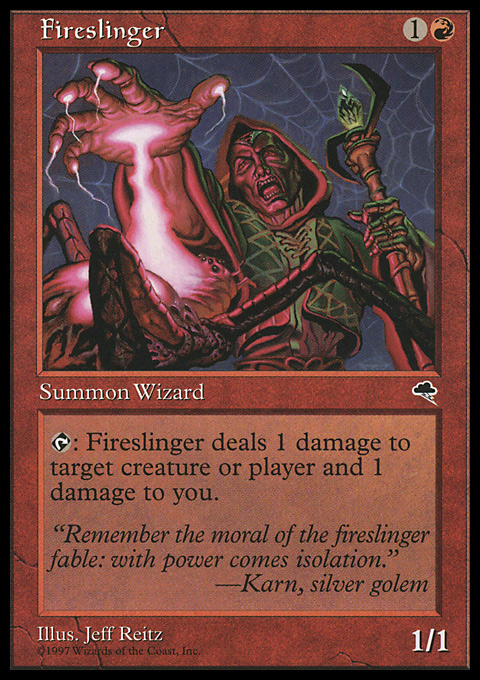 Fireslinger 1
Summon Wizard
: Fireslinger deals 1 damage to
target creature or player and 1
damage to you.
“Remember the moral of the fireslinger
fable: with power comes isolation.”
—Karn, silver golem
Illus. Jeff Reitz
©1997 Wizards of the Coast, Inc.
1/1